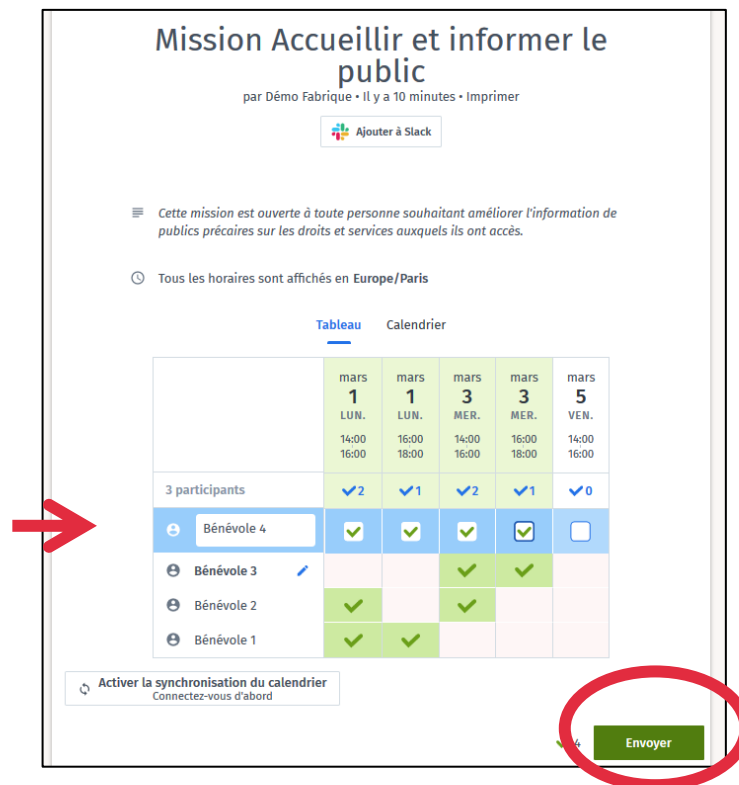 Mission Accueillir et informer le
public
par Démo Fabrique • Il y a 10 minutes • Imprimer
Ajouter à Slack
Cette mission est ouverte à toute personne souhaitant améliorer l'information de
publics précaires sur les droits et services auxquels ils ont accès.
Tous les horaires sont affichés en Europe/Paris
Tableau Calendrier
mars mars mars mars mars
1 1 3 3 5
LUN. LUN. MER. MER. VEN.
14:00 16:00 14:00 16:00 14:00
16:00 18:00 16:00 18:00 16:00
3 participants 2 1 2 1 0
Bénévole 4
Bénévole 3
Bénévole 2
Bénévole 1
Activer la synchronisation du calendrier
Connectez-vous d'abord
4 Envoyer